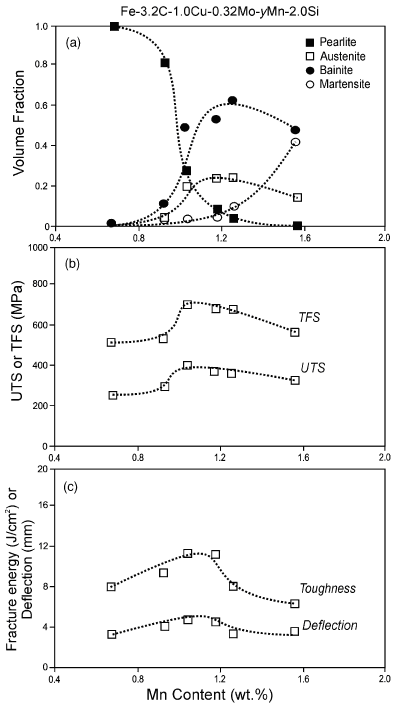 Fe-3.2C-1.0Cu-0.32Mo-yMn-2.0Si
(a)
Pearlite
Austenite
Bainite
Martensite
Volume Fraction
1.0
0.8
0.6
0.4
0.2
0
0.4 0.8 1.2 1.6 2.0
(b)
UTS or TFS (MPa)
1000
800
600
400
200
0
TFS
UTS
0.4 0.8 1.2 1.6 2.0
(c)
Fracture energy (J/cm²) or
Deflection (mm)
20
16
12
8
4
0
Toughness
Deflection
0.4 0.8 1.2 1.6 2.0
Mn Content (wt.%)